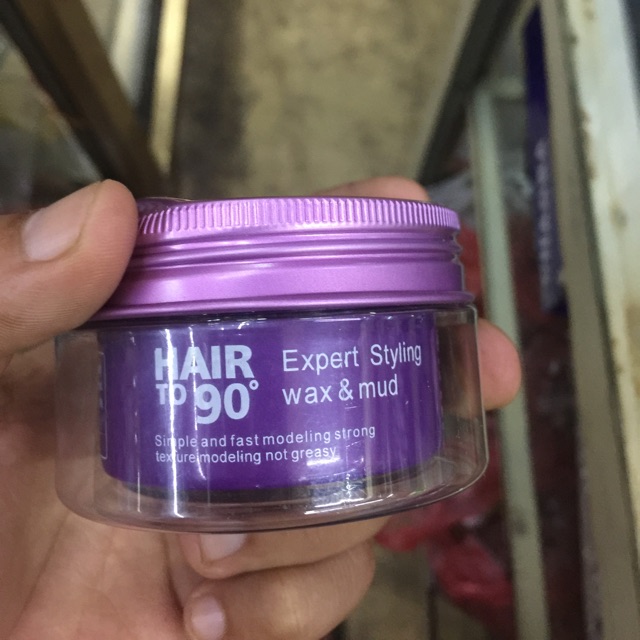 HAIR
TO 90°
Expert Styling
wax & mud
Simple and fast modeling strong
texture modeling not greasy